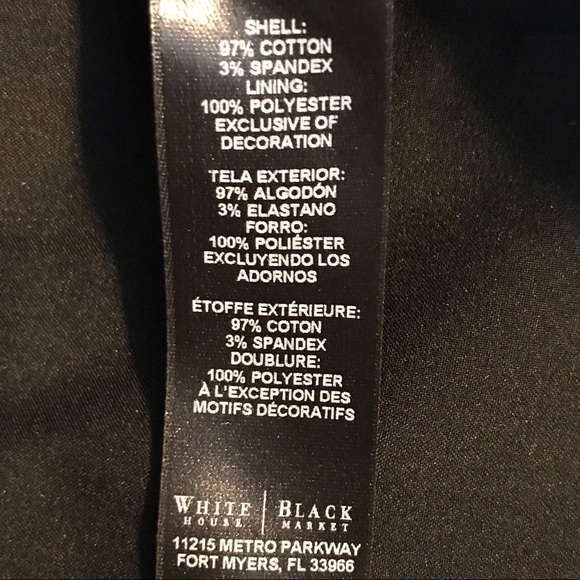 SHELL:
97% COTTON
3% SPANDEX
LINING:
100% POLYESTER
EXCLUSIVE OF
DECORATION
TELA EXTERIOR:
97% ALGODÓN
3% ELASTANO
FORRO:
100% POLIÉSTER
EXCLUYENDO LOS
ADORNOS
ÉTOFFE EXTÉRIEURE:
97% COTON
3% SPANDEX
DOUBLURE:
100% POLYESTER
À L'EXCEPTION DES
MOTIFS DÉCORATIFS
WHITE | BLACK
HOUSE | MARKET
11215 METRO PARKWAY
FORT MYERS, FL 33966